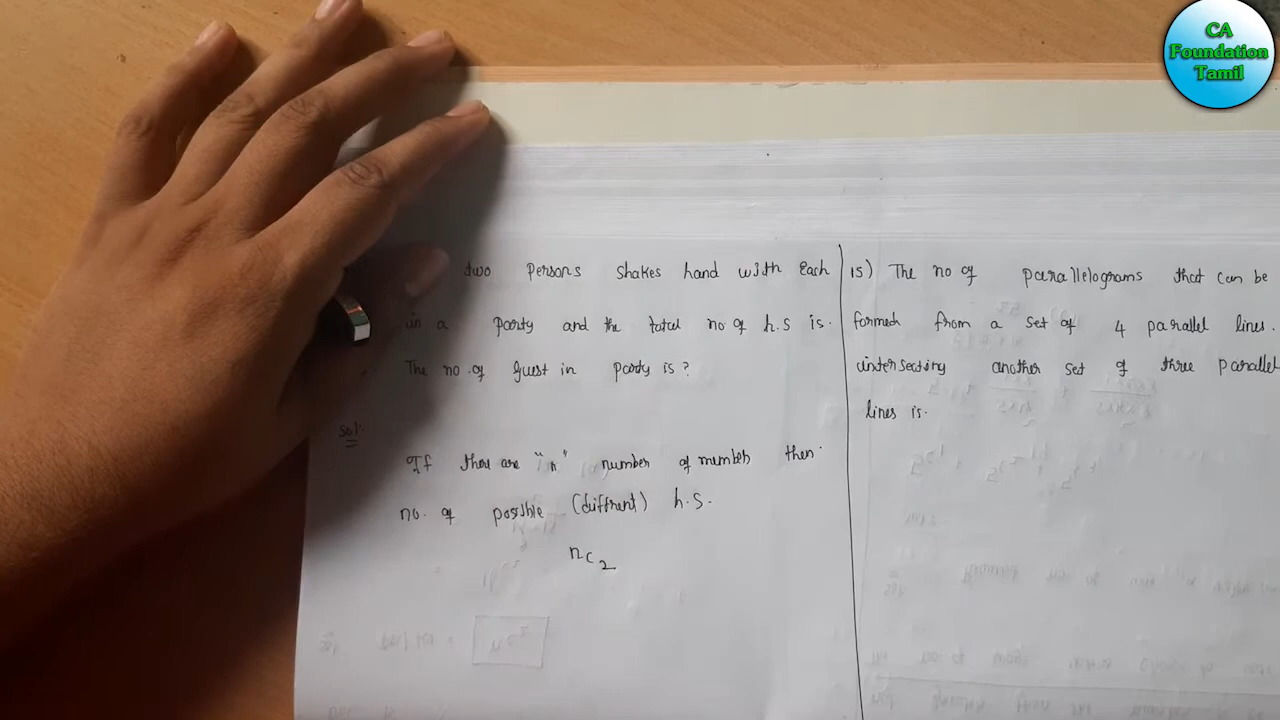 CA
Foundation
Tamil
two persons shakes hand with Each
in a party and the total no of h.s is.
The no. of guest in party is?
Sol:
If there are "n" number of member then
no. of possible (diffrent) h.s.
nc2
15) The no of parallelograms that can be
formed from a set of 4 parallel lines.
intersecting another set of three parallel
lines is.